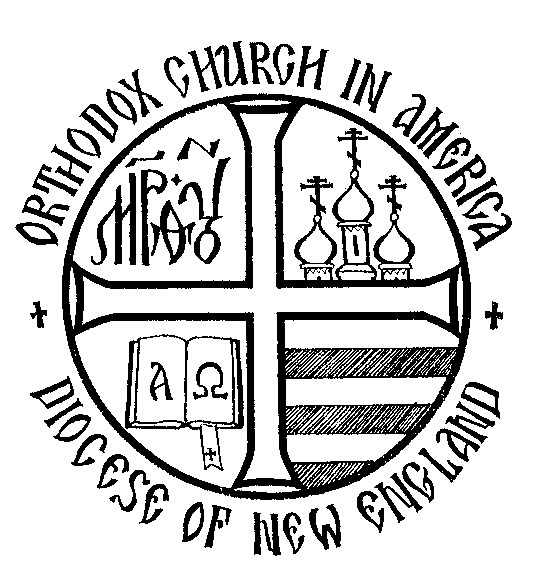 ORTHODOX CHURCH IN AMERICA
Α Ω
DIOCESE OF NEW ENGLAND